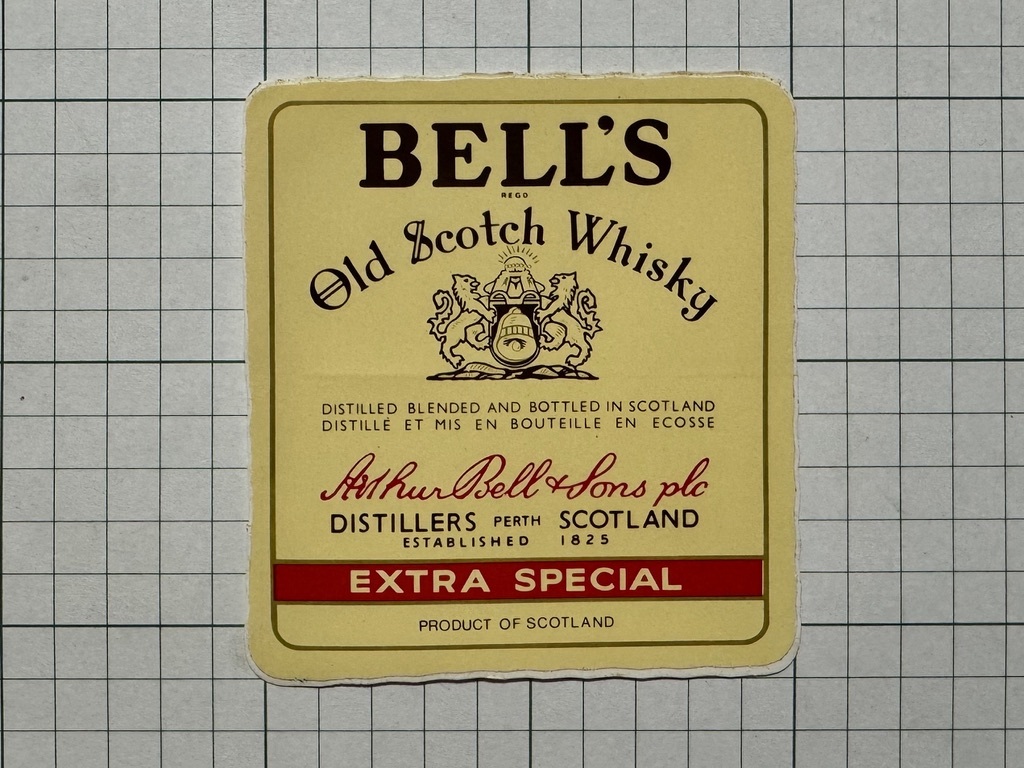 BELL'S
REGD
Old Scotch Whisky
DISTILLED BLENDED AND BOTTLED IN SCOTLAND
DISTILLÉ ET MIS EN BOUTEILLE EN ECOSSE
Arthur Bell & Sons plc
DISTILLERS PERTH SCOTLAND
ESTABLISHED 1825
EXTRA SPECIAL
PRODUCT OF SCOTLAND